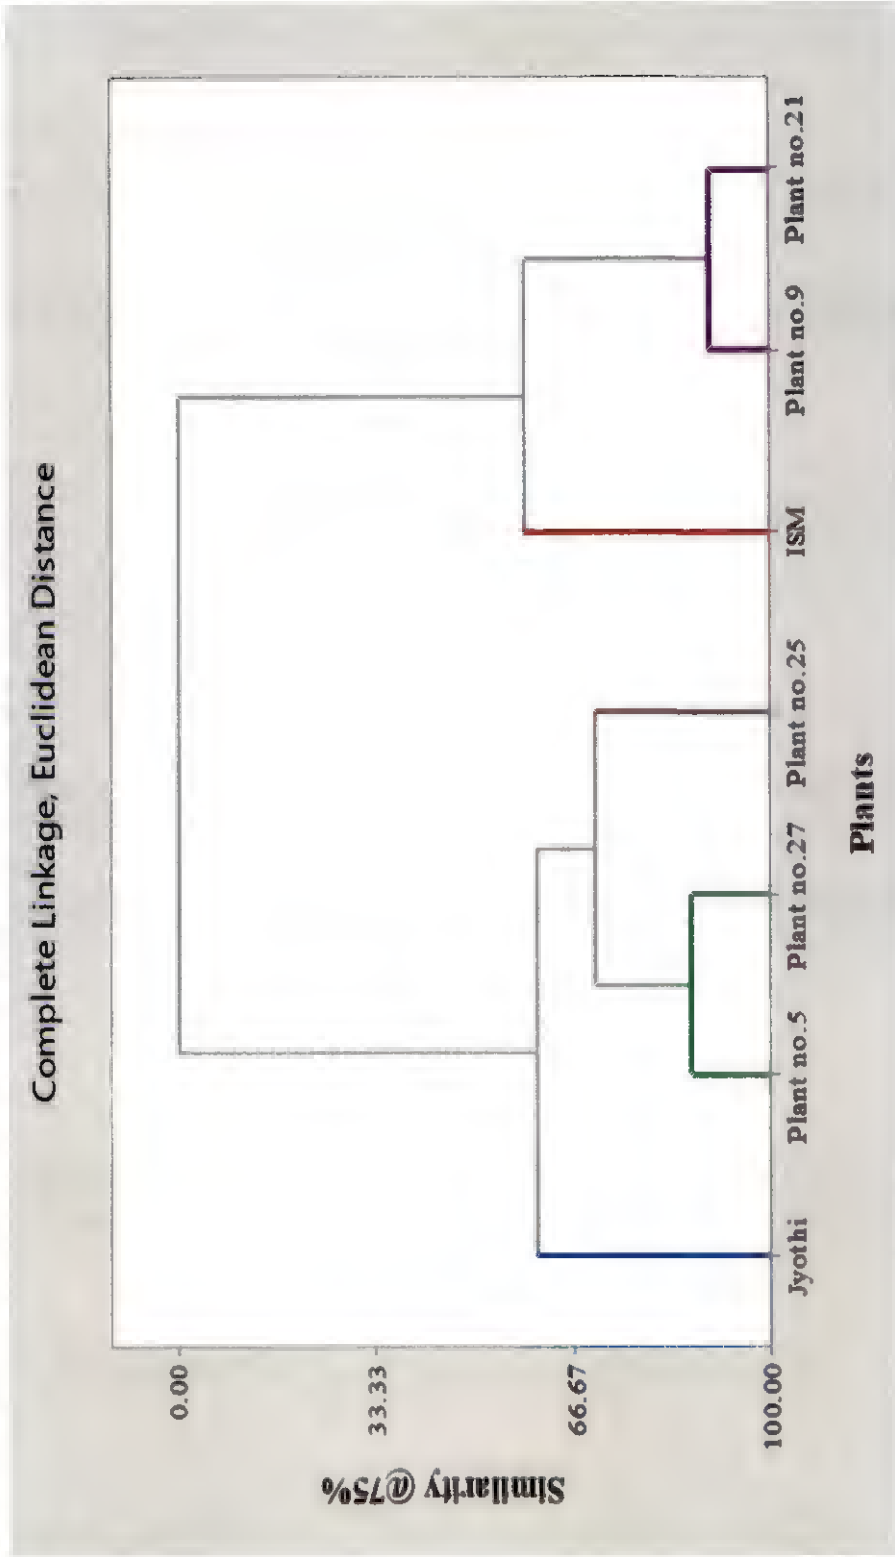 Complete Linkage, Euclidean Distance
Similarity @75%
0.00
33.33
66.67
100.00
Jyothi
Plant no.5
Plant no.27
Plant no.25
ISM
Plant no.9
Plant no.21
Plants